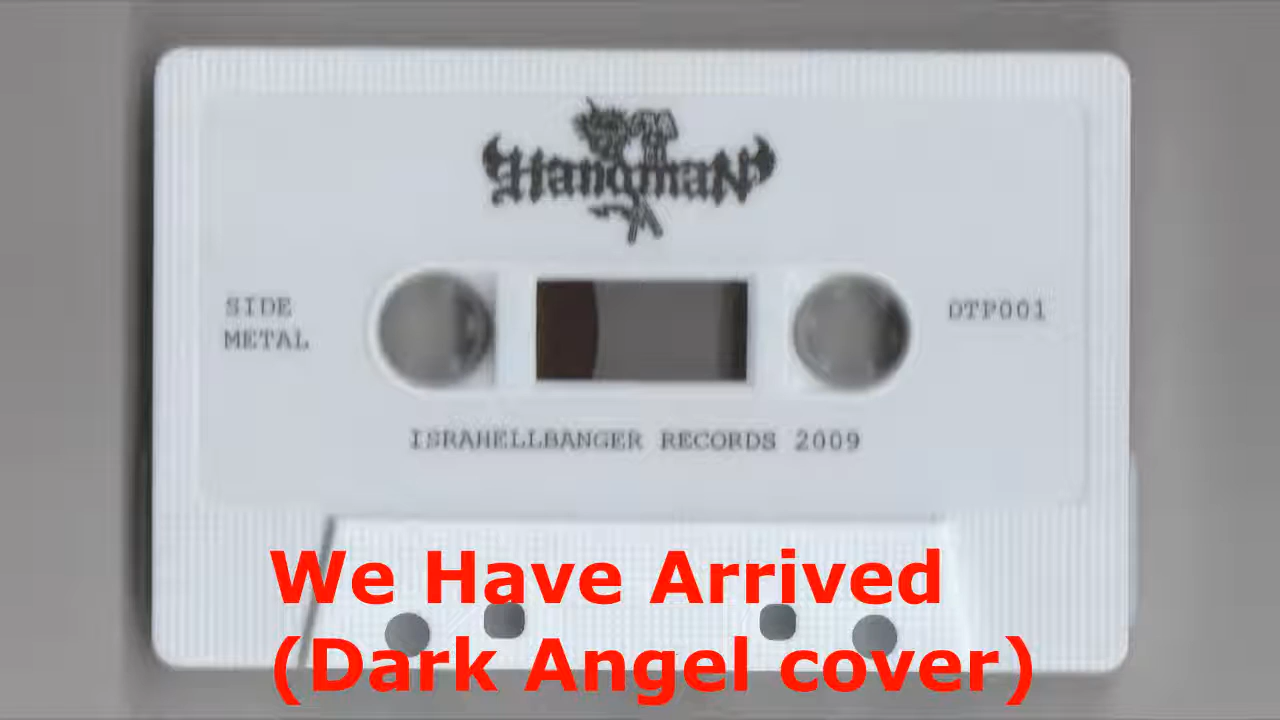 Hangman
SIDE
METAL
DTP001
ISRAHELLBANGER RECORDS 2009
We Have Arrived
(Dark Angel cover)